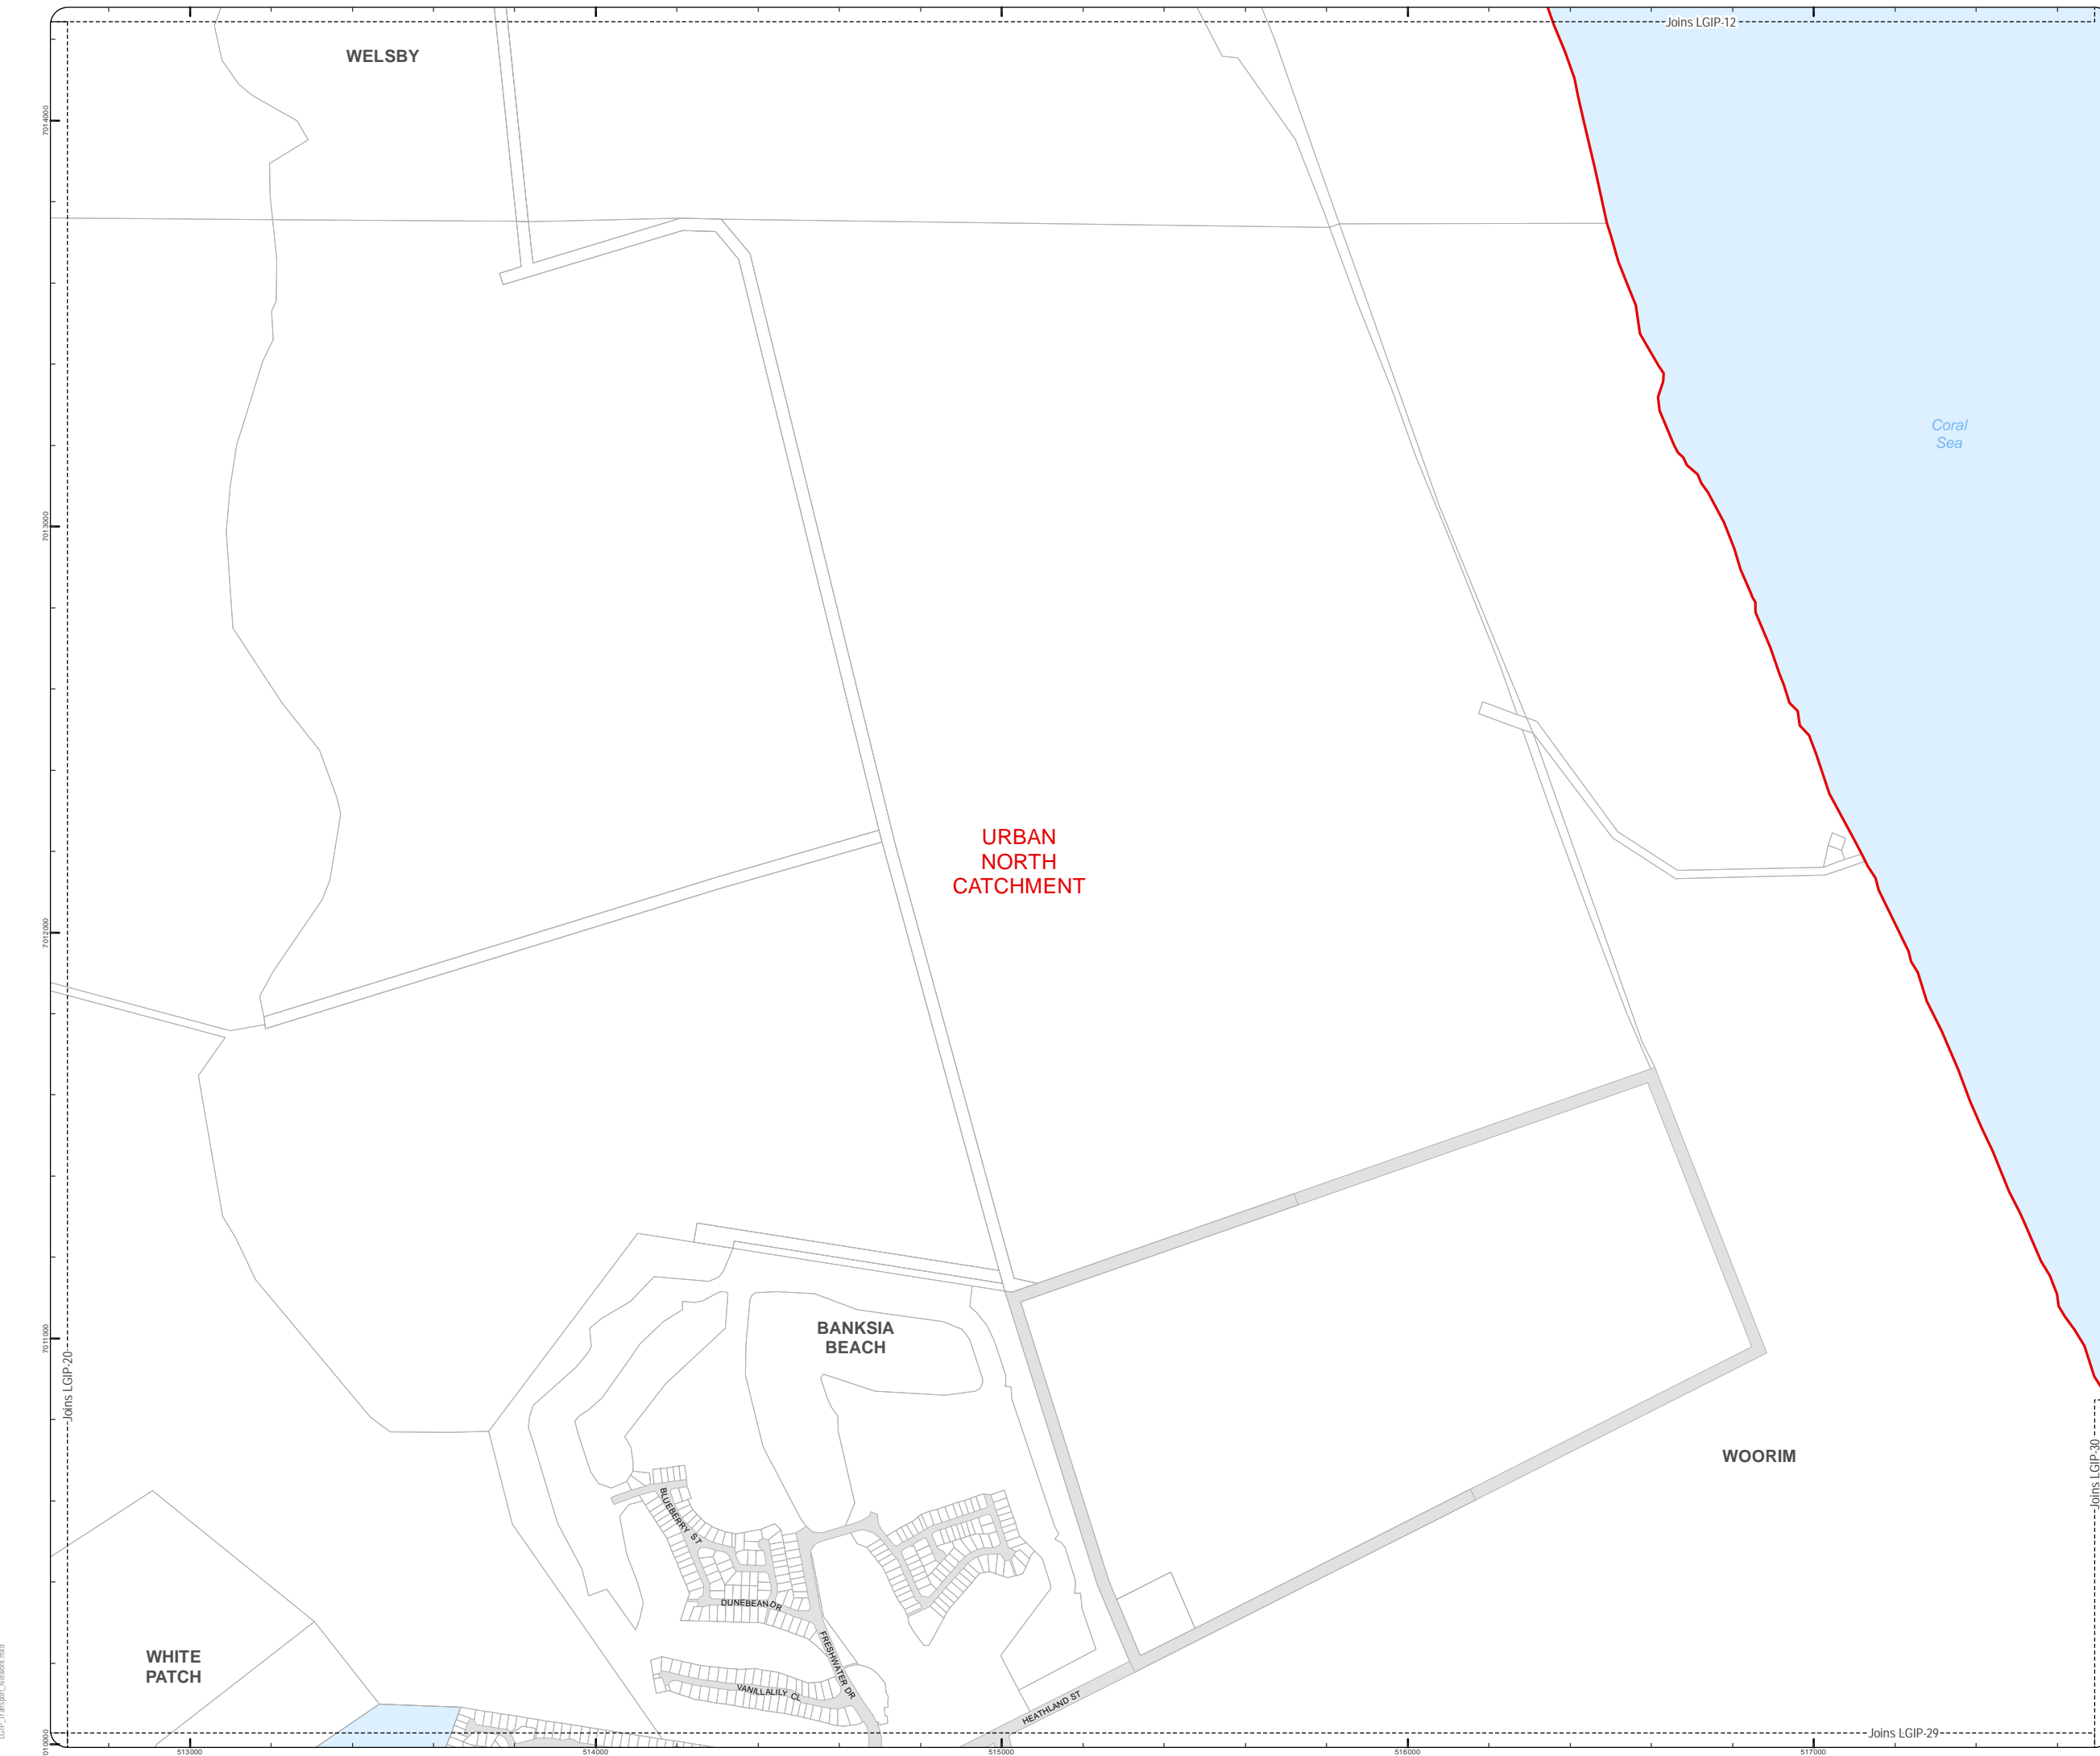 Joins LGIP-12
WELSBY
7014000
Coral
Sea
7013000
URBAN
NORTH
CATCHMENT
7012000
BANKSIA
BEACH
7011000
Joins LGIP-20
Joins LGIP-30
WOORIM
BLUEBERRY ST
DUNEBEAN DR
FRESHWATER DR
WHITE
PATCH
VANILLALILY CL
HEATHLAND ST
Joins LGIP-29
513000
514000
515000
516000
517000